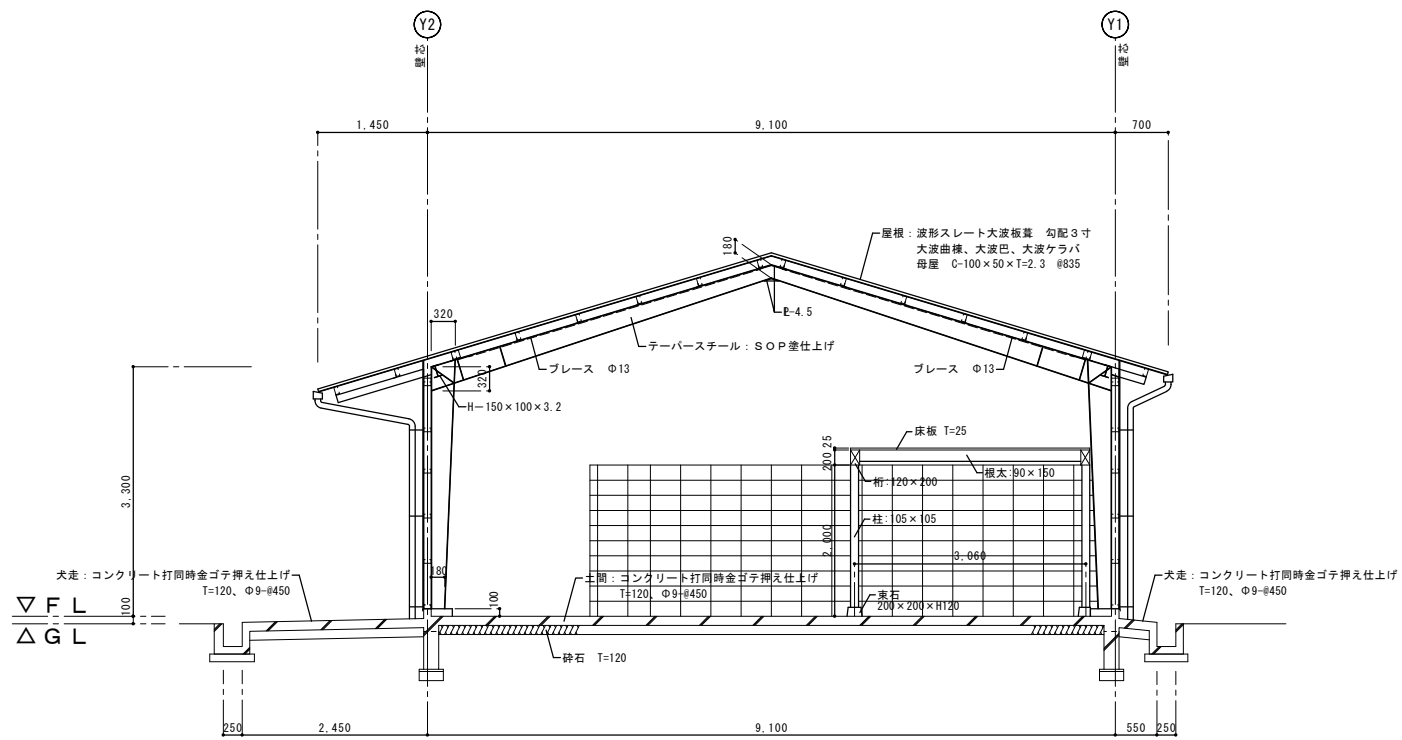 Y2
Y1
壁芯
壁芯
1,450
9,100
700
屋根：波形スレート大波板葺　勾配３寸
大波曲棟、大波巴、大波ケラバ
母屋　C-100×50×T=2.3　@835
180
320
PL-4.5
テーパースチール：ＳＯＰ塗仕上げ
ブレース　Φ13
ブレース　Φ13
320
H－150×100×3.2
床板 T=25
25
200
根太:90×150
桁:120×200
3,300
柱:105×105
2,000
3,060
犬走：コンクリート打同時金ゴテ押え仕上げ
T=120、Φ9-@450
180
土間：コンクリート打同時金ゴテ押え仕上げ
T=120、Φ9-@450
100
束石
200×200×H120
犬走：コンクリート打同時金ゴテ押え仕上げ
T=120、Φ9-@450
▽ＦＬ
100
△ＧＬ
砕石　T=120
250
2,450
9,100
550
250